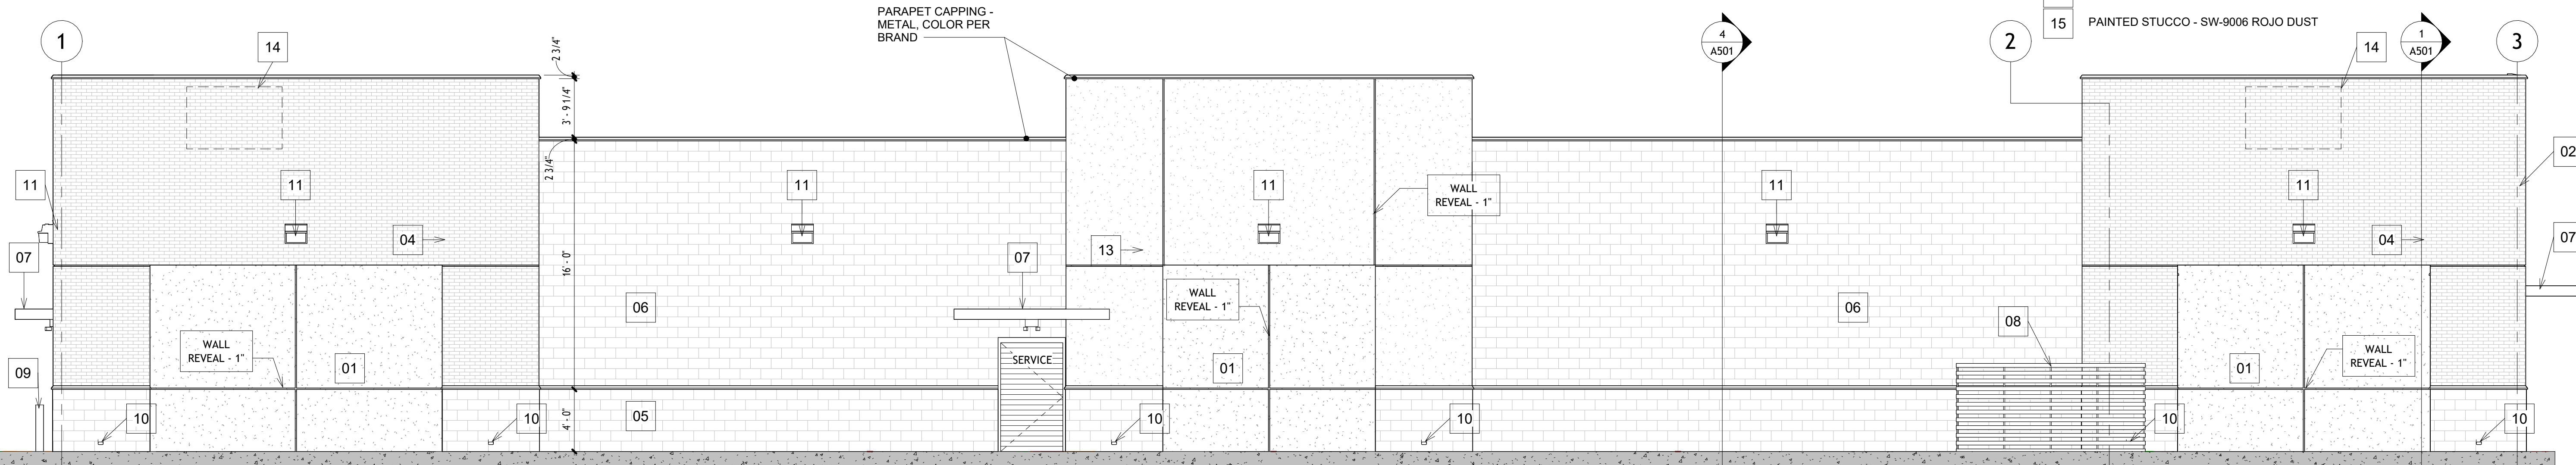 PARAPET CAPPING -
METAL, COLOR PER
BRAND
15 PAINTED STUCCO - SW-9006 ROJO DUST
1
14
2 3/4"
4
A501
2
14
1
A501
3
3' - 9 1/4"
2 3/4"
02
11
11
11
11
11
11
WALL
REVEAL - 1"
04
13
04
07
16' - 0"
07
07
WALL
REVEAL - 1"
06
06
08
WALL
REVEAL - 1"
01
SERVICE
01
01
WALL
REVEAL - 1"
09
10
10
05
4' - 0"
10
10
10
10